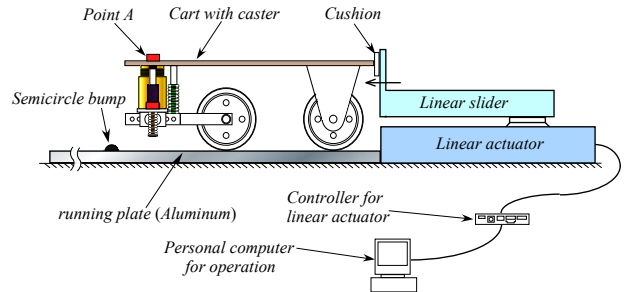 Point A
Cart with caster
Cushion
Semicircle bump
Linear slider
Linear actuator
running plate (Aluminum)
Controller for
linear actuator
Personal computer
for operation